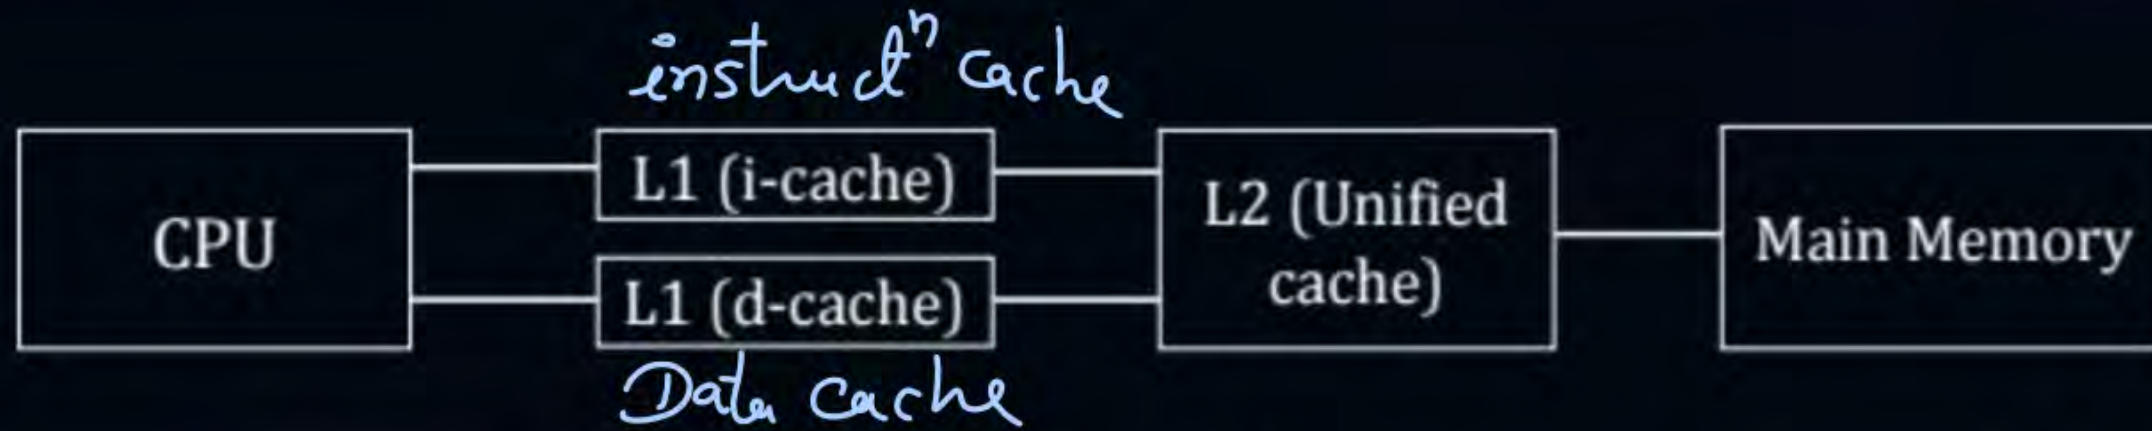 instructⁿ cache
CPU
L1 (i-cache)
L1 (d-cache)
L2 (Unified
cache)
Main Memory
Data cache